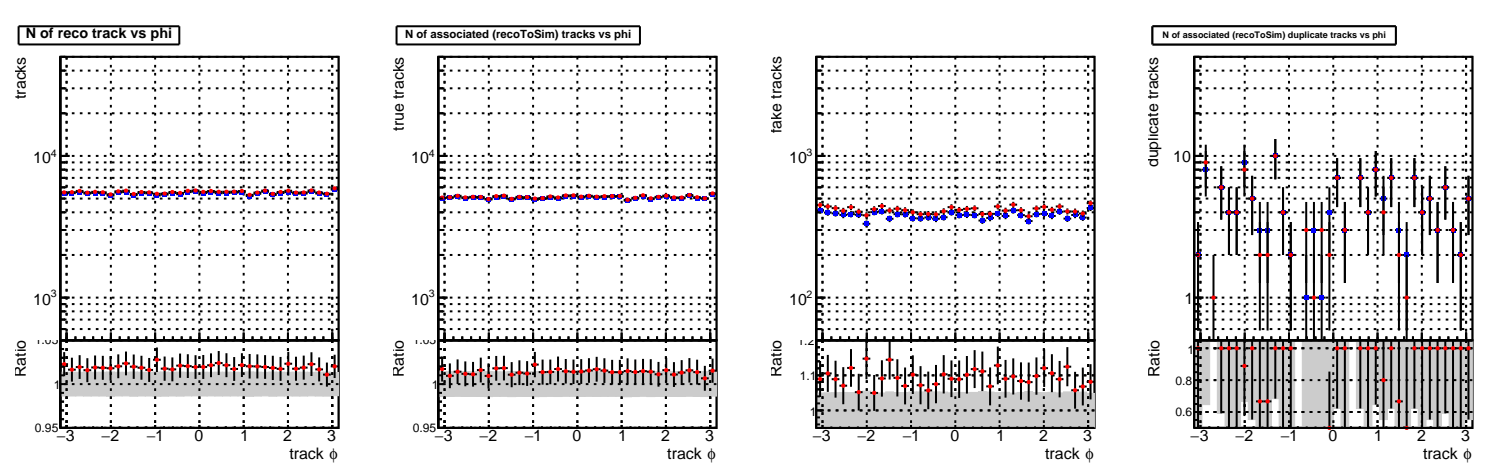 N of reco track vs phi
tracks
10⁴
10³
Ratio
1.05
1
0.95
−3 −2 −1 0 1 2 3
track ϕ
N of associated (recoToSim) tracks vs phi
true tracks
10⁴
10³
Ratio
1.05
1
0.95
−3 −2 −1 0 1 2 3
track ϕ
fake tracks
10³
10²
Ratio
1.2
1.1
1
−3 −2 −1 0 1 2 3
track ϕ
N of associated (recoToSim) duplicate tracks vs phi
duplicate tracks
10
1
Ratio
1
0.8
0.6
−3 −2 −1 0 1 2 3
track ϕ